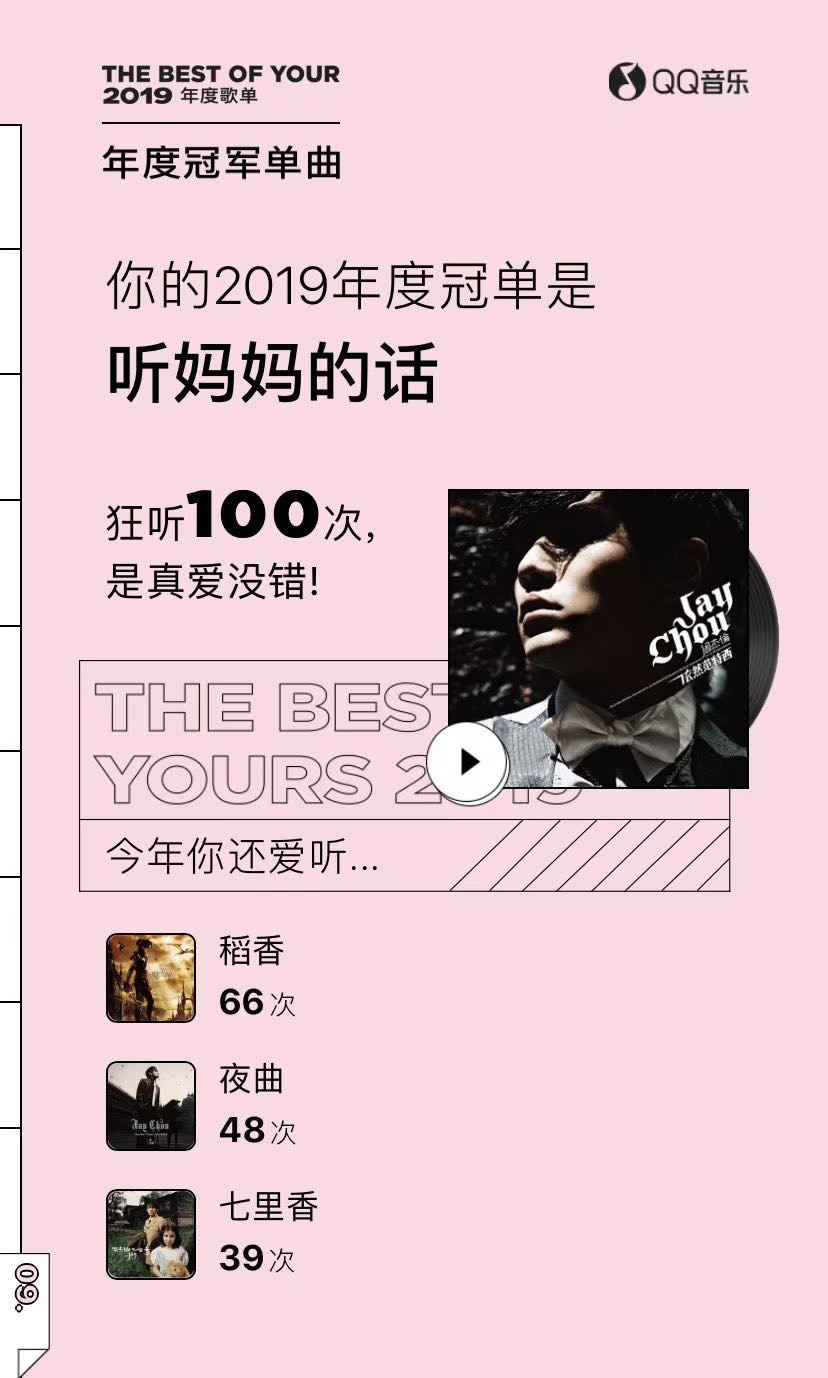 THE BEST OF YOUR
2019 年度歌单
QQ音乐
年度冠军单曲
你的2019年度冠单是
听妈妈的话
狂听100次,
是真爱没错!
Jay
Chou
周杰倫
依然范特西
THE BEST
YOURS 2019
今年你还爱听...
稻香
66次
夜曲
48次
Jay Chou
七里香
39次
09.